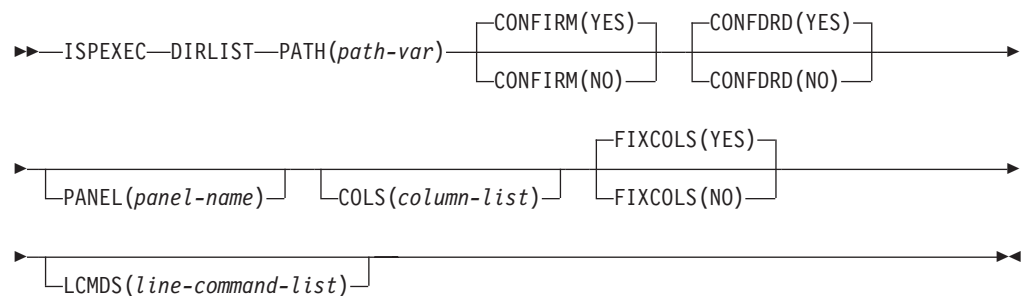 CONFIRM(YES) CONFDRD(YES)
ISPEXEC DIRLIST PATH(path-var)
CONFIRM(NO) CONFDRD(NO)
FIXCOLS(YES)
PANEL(panel-name) COLS(column-list) FIXCOLS(NO)
LCMDS(line-command-list)